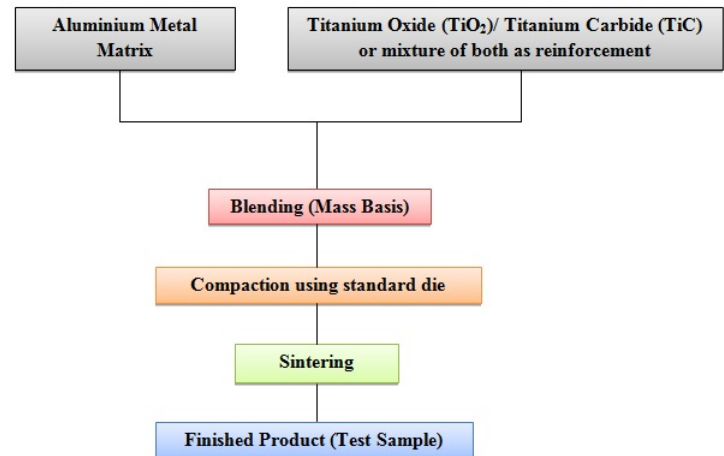 Aluminium Metal
Matrix
Titanium Oxide (TiO₂)/ Titanium Carbide (TiC)
or mixture of both as reinforcement
Blending (Mass Basis)
Compaction using standard die
Sintering
Finished Product (Test Sample)